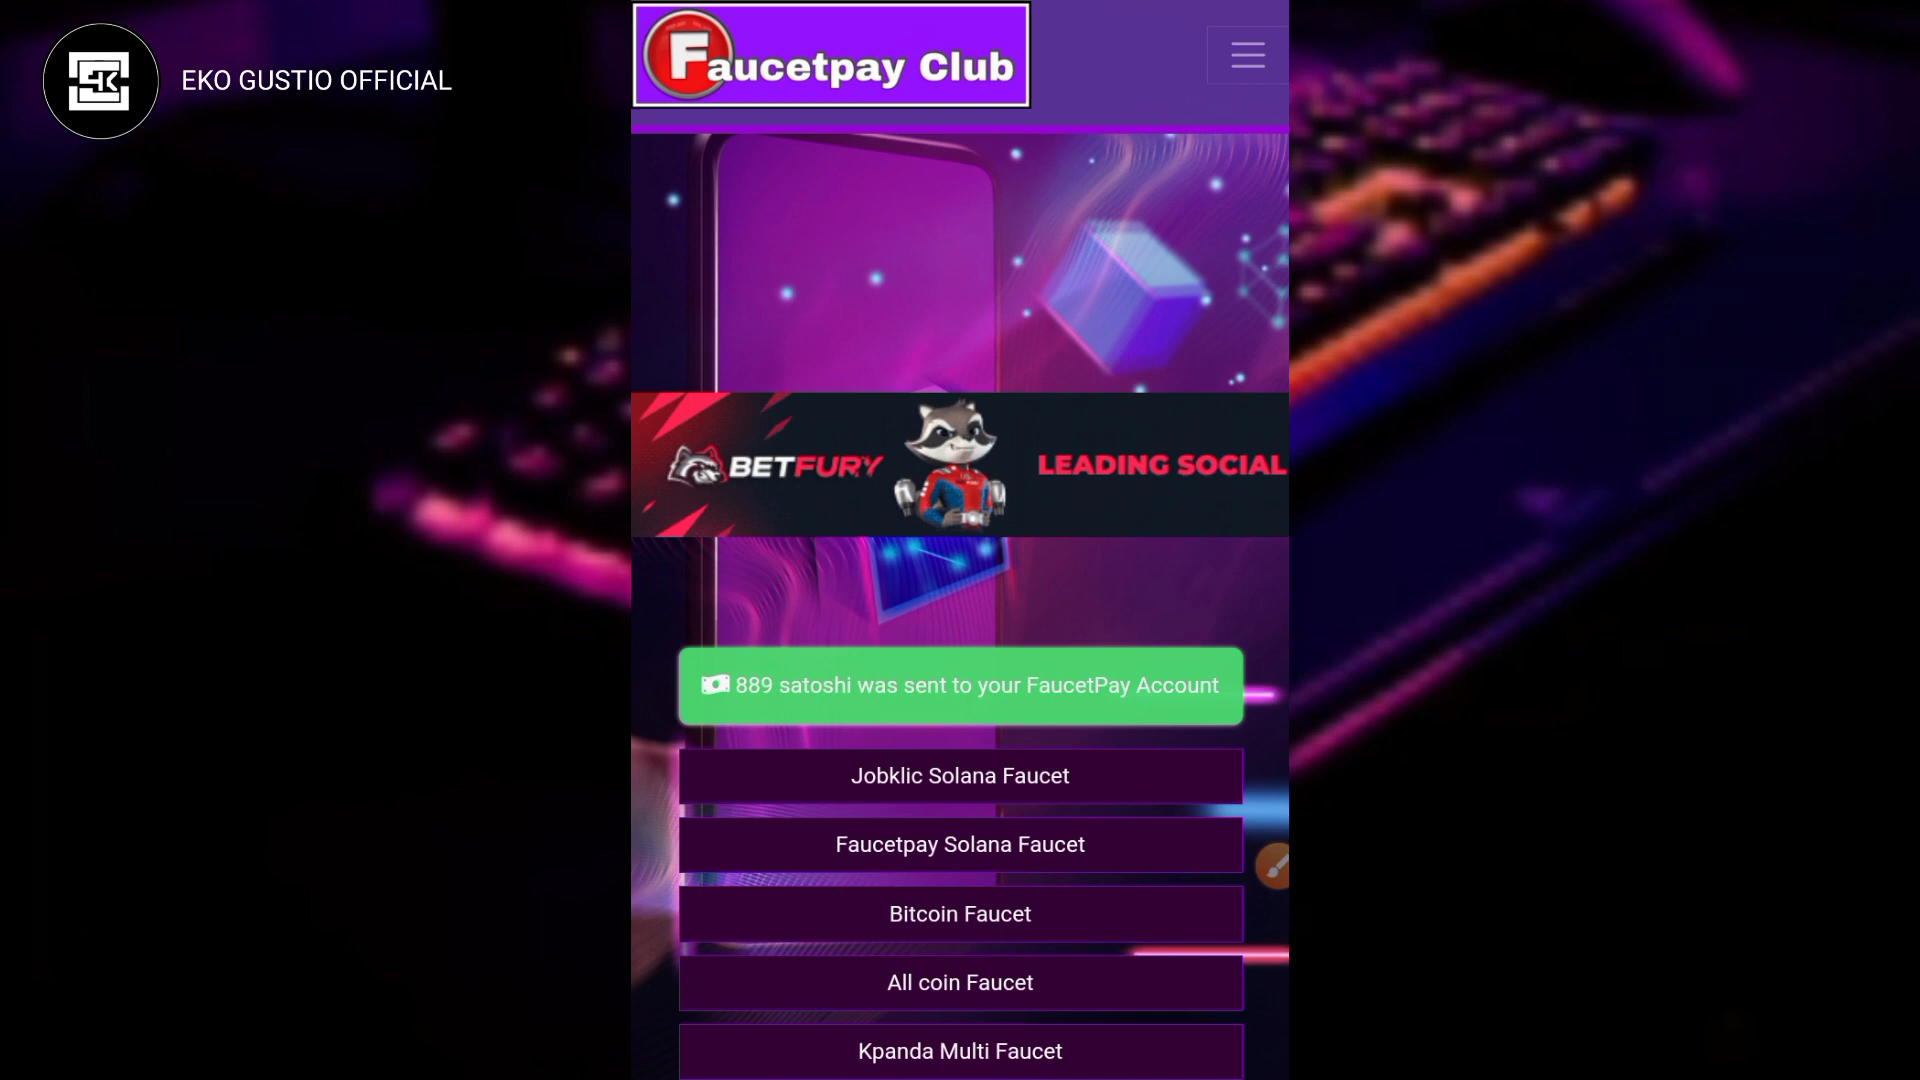 EKO GUSTIO OFFICIAL
Faucetpay Club
BETFURY
LEADING SOCIAL
889 satoshi was sent to your FaucetPay Account
Jobklic Solana Faucet
Faucetpay Solana Faucet
Bitcoin Faucet
All coin Faucet
Kpanda Multi Faucet